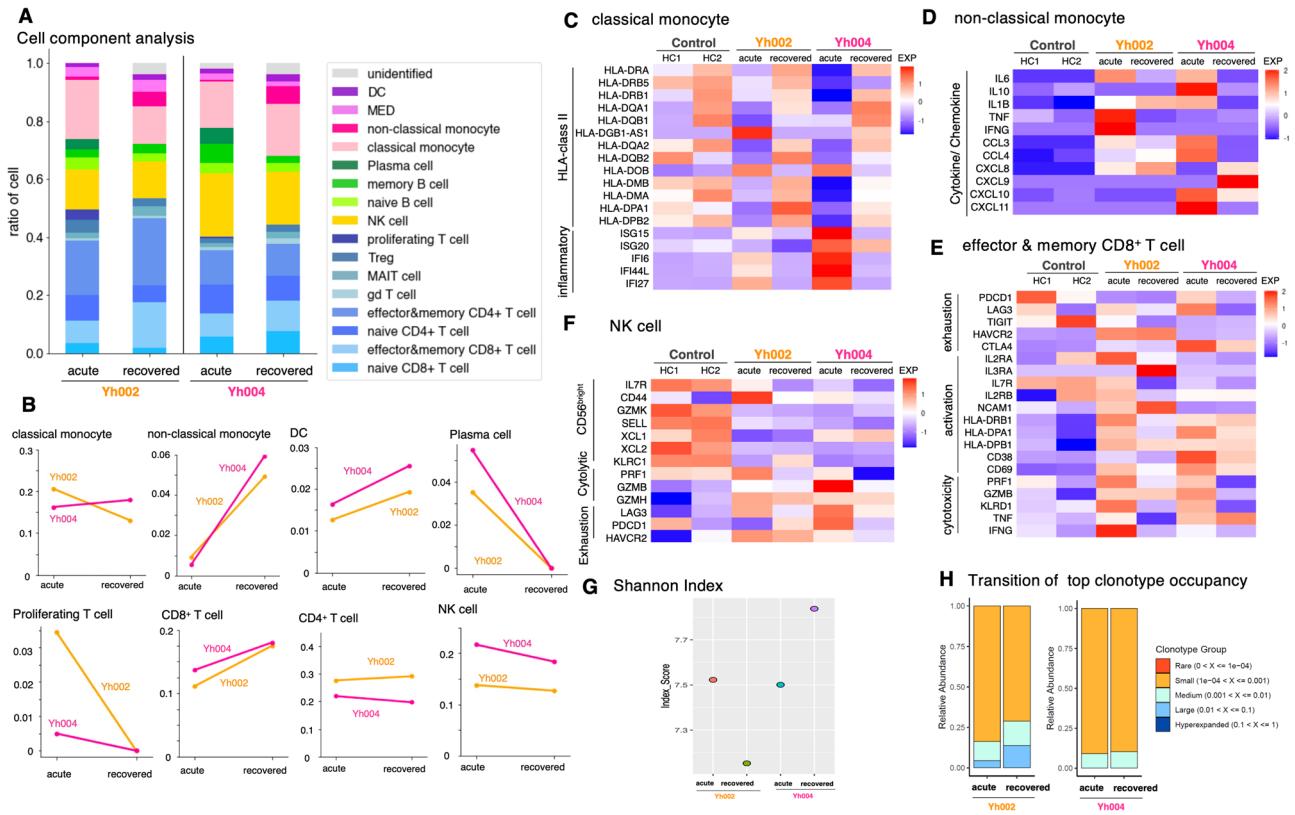 A
Cell component analysis
ratio of cell
1.0
0.8
0.6
0.4
0.2
0.0
acute recovered acute recovered
Yh002 Yh004
unidentified
DC
MED
non-classical monocyte
classical monocyte
Plasma cell
memory B cell
naive B cell
NK cell
proliferating T cell
Treg
MAIT cell
gd T cell
effector&memory CD4+ T cell
naive CD4+ T cell
effector&memory CD8+ T cell
naive CD8+ T cell
B
classical monocyte
0.3
0.2
0.1
0
Yh002
Yh004
acute recovered
non-classical monocyte
0.06
0.04
0.02
0
Yh004
Yh002
acute recovered
DC
0.03
0.02
0.01
0
Yh004
Yh002
acute recovered
Plasma cell
0.04
0.02
0
Yh004
Yh002
acute recovered
Proliferating T cell
0.03
0.02
0.01
0
Yh002
Yh004
acute recovered
CD8+ T cell
0.2
0.1
0
Yh004
Yh002
acute recovered
CD4+ T cell
0.4
0.3
0.2
0.1
0
Yh002
Yh004
acute recovered
NK cell
0.2
0.1
0
Yh004
Yh002
acute recovered
C
classical monocyte
Control Yh002 Yh004
HC1 HC2 acute recovered acute recovered EXP
HLA-class II
HLA-DRA
HLA-DRB5
HLA-DRB1
HLA-DQA1
HLA-DQB1
HLA-DGB1-AS1
HLA-DQA2
HLA-DQB2
HLA-DOB
HLA-DMB
HLA-DMA
HLA-DPA1
HLA-DPB2
inflammatory
ISG15
ISG20
IFI6
IFI44L
IFI27
1
0
-1
D
non-classical monocyte
Control Yh002 Yh004
HC1 HC2 acute recovered acute recovered EXP
Cytokine/ Chemokine
IL6
IL10
IL1B
TNF
IFNG
CCL3
CCL4
CXCL8
CXCL9
CXCL10
CXCL11
2
1
0
-1
E
effector & memory CD8+ T cell
Control Yh002 Yh004
HC1 HC2 acute recovered acute recovered EXP
exhaustion
PDCD1
LAG3
TIGIT
HAVCR2
CTLA4
activation
IL2RA
IL3RA
IL7R
IL2RB
NCAM1
HLA-DRB1
HLA-DPA1
HLA-DPB1
CD38
CD69
cytotoxicity
PRF1
GZMB
KLRD1
TNF
IFNG
2
1
0
-1
F
NK cell
Control Yh002 Yh004
HC1 HC2 acute recovered acute recovered EXP
CD56bright
IL7R
CD44
GZMK
SELL
XCL1
XCL2
KLRC1
Cytolytic
PRF1
GZMB
GZMH
Exhaustion
LAG3
PDCD1
HAVCR2
1
0
-1
G
Shannon Index
Index_Score
7.7
7.5
7.3
acute recovered acute recovered
Yh002 Yh004
H
Transition of top clonotype occupancy
Relative Abundance
1.00
0.75
0.50
0.25
0.00
acute recovered
Yh002
Relative Abundance
1.00
0.75
0.50
0.25
0.00
acute recovered
Yh004
Clonotype Group
Rare (0 < X <= 1e-04)
Small (1e-04 < X <= 0.001)
Medium (0.001 < X <= 0.01)
Large (0.01 < X <= 0.1)
Hyperexpanded (0.1 < X <= 1)